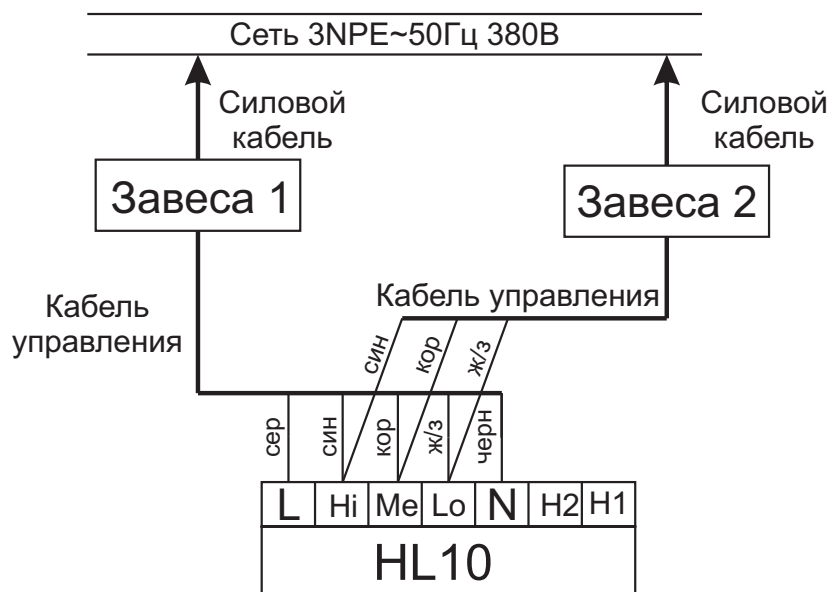 Сеть 3NPE~50Гц 380В
Силовой
кабель
Силовой
кабель
Завеса 1
Завеса 2
Кабель
управления
Кабель управления
син
кор
ж/з
сер
син
кор
ж/з
черн
L
Hi
Me
Lo
N
H2
H1
HL10